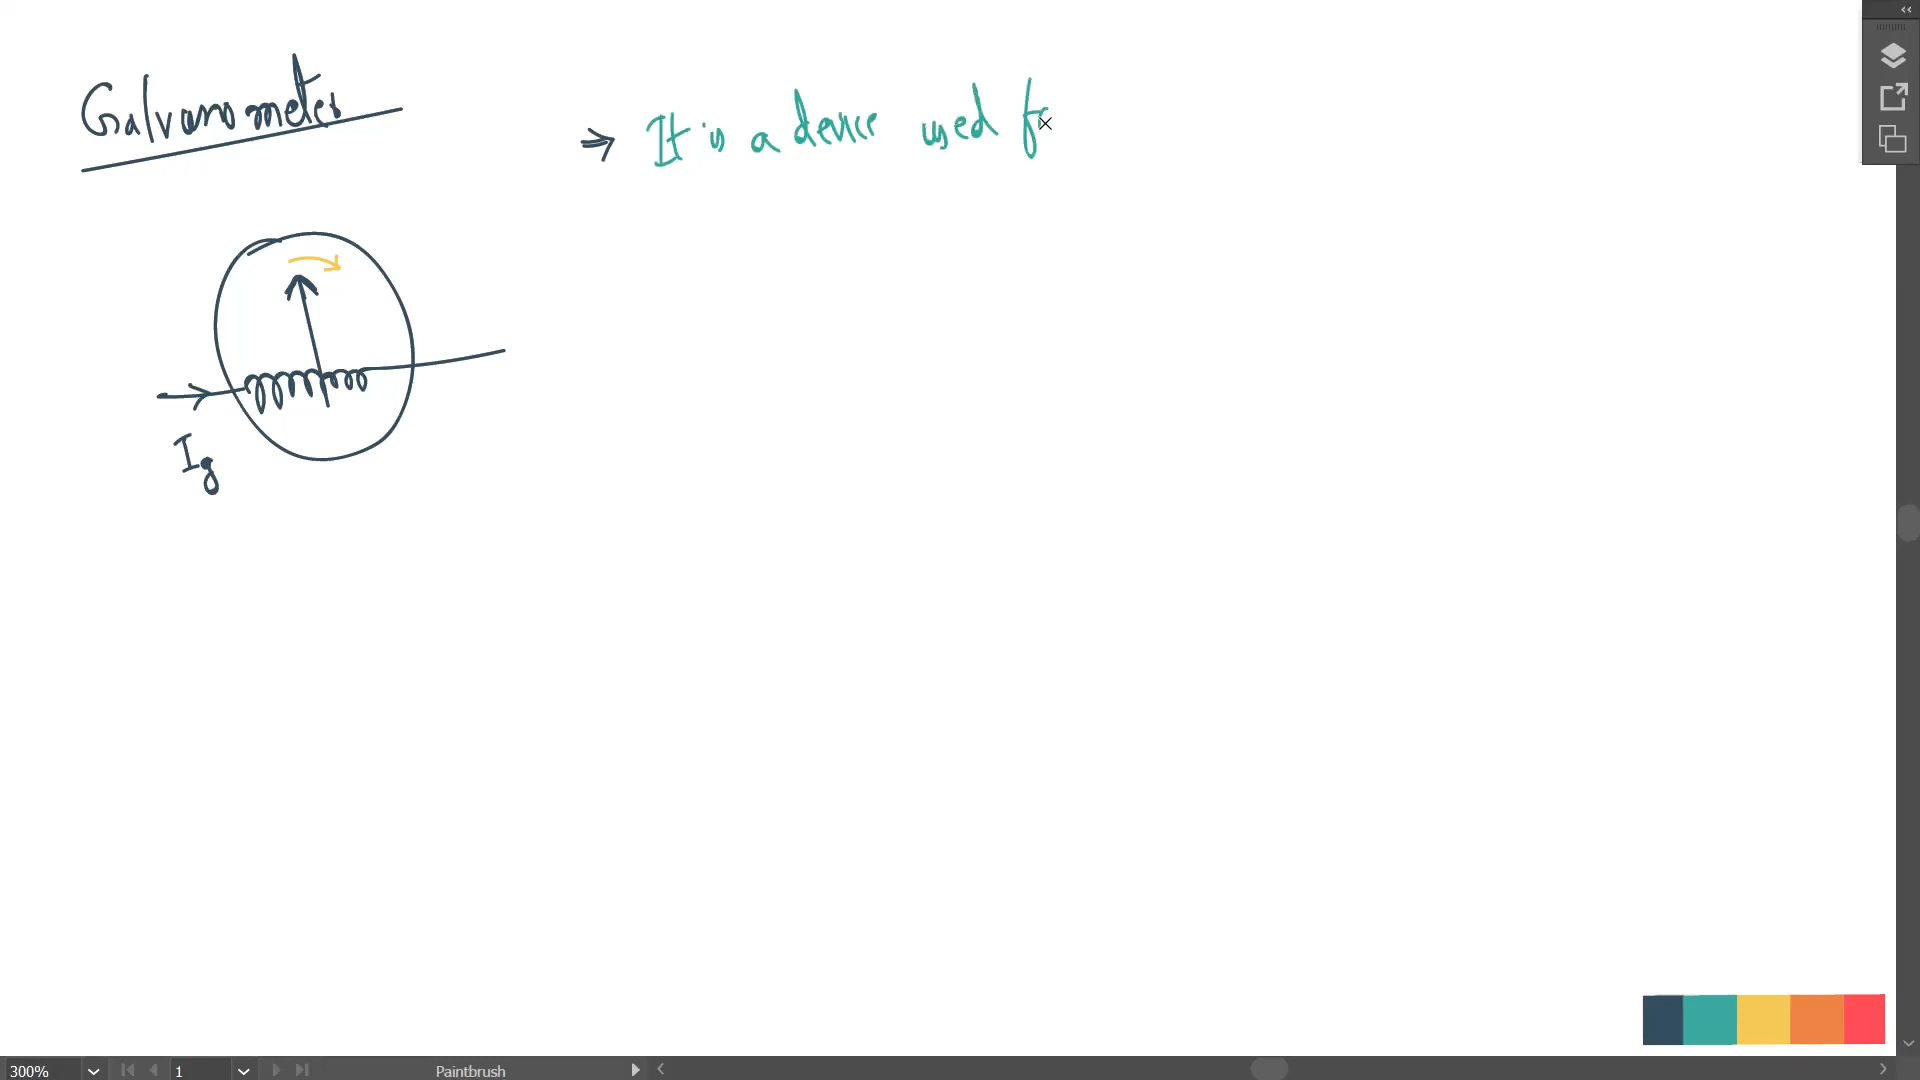 Galvanometer
⇒ It is a device used fo
Ig
300%
1
Paintbrush